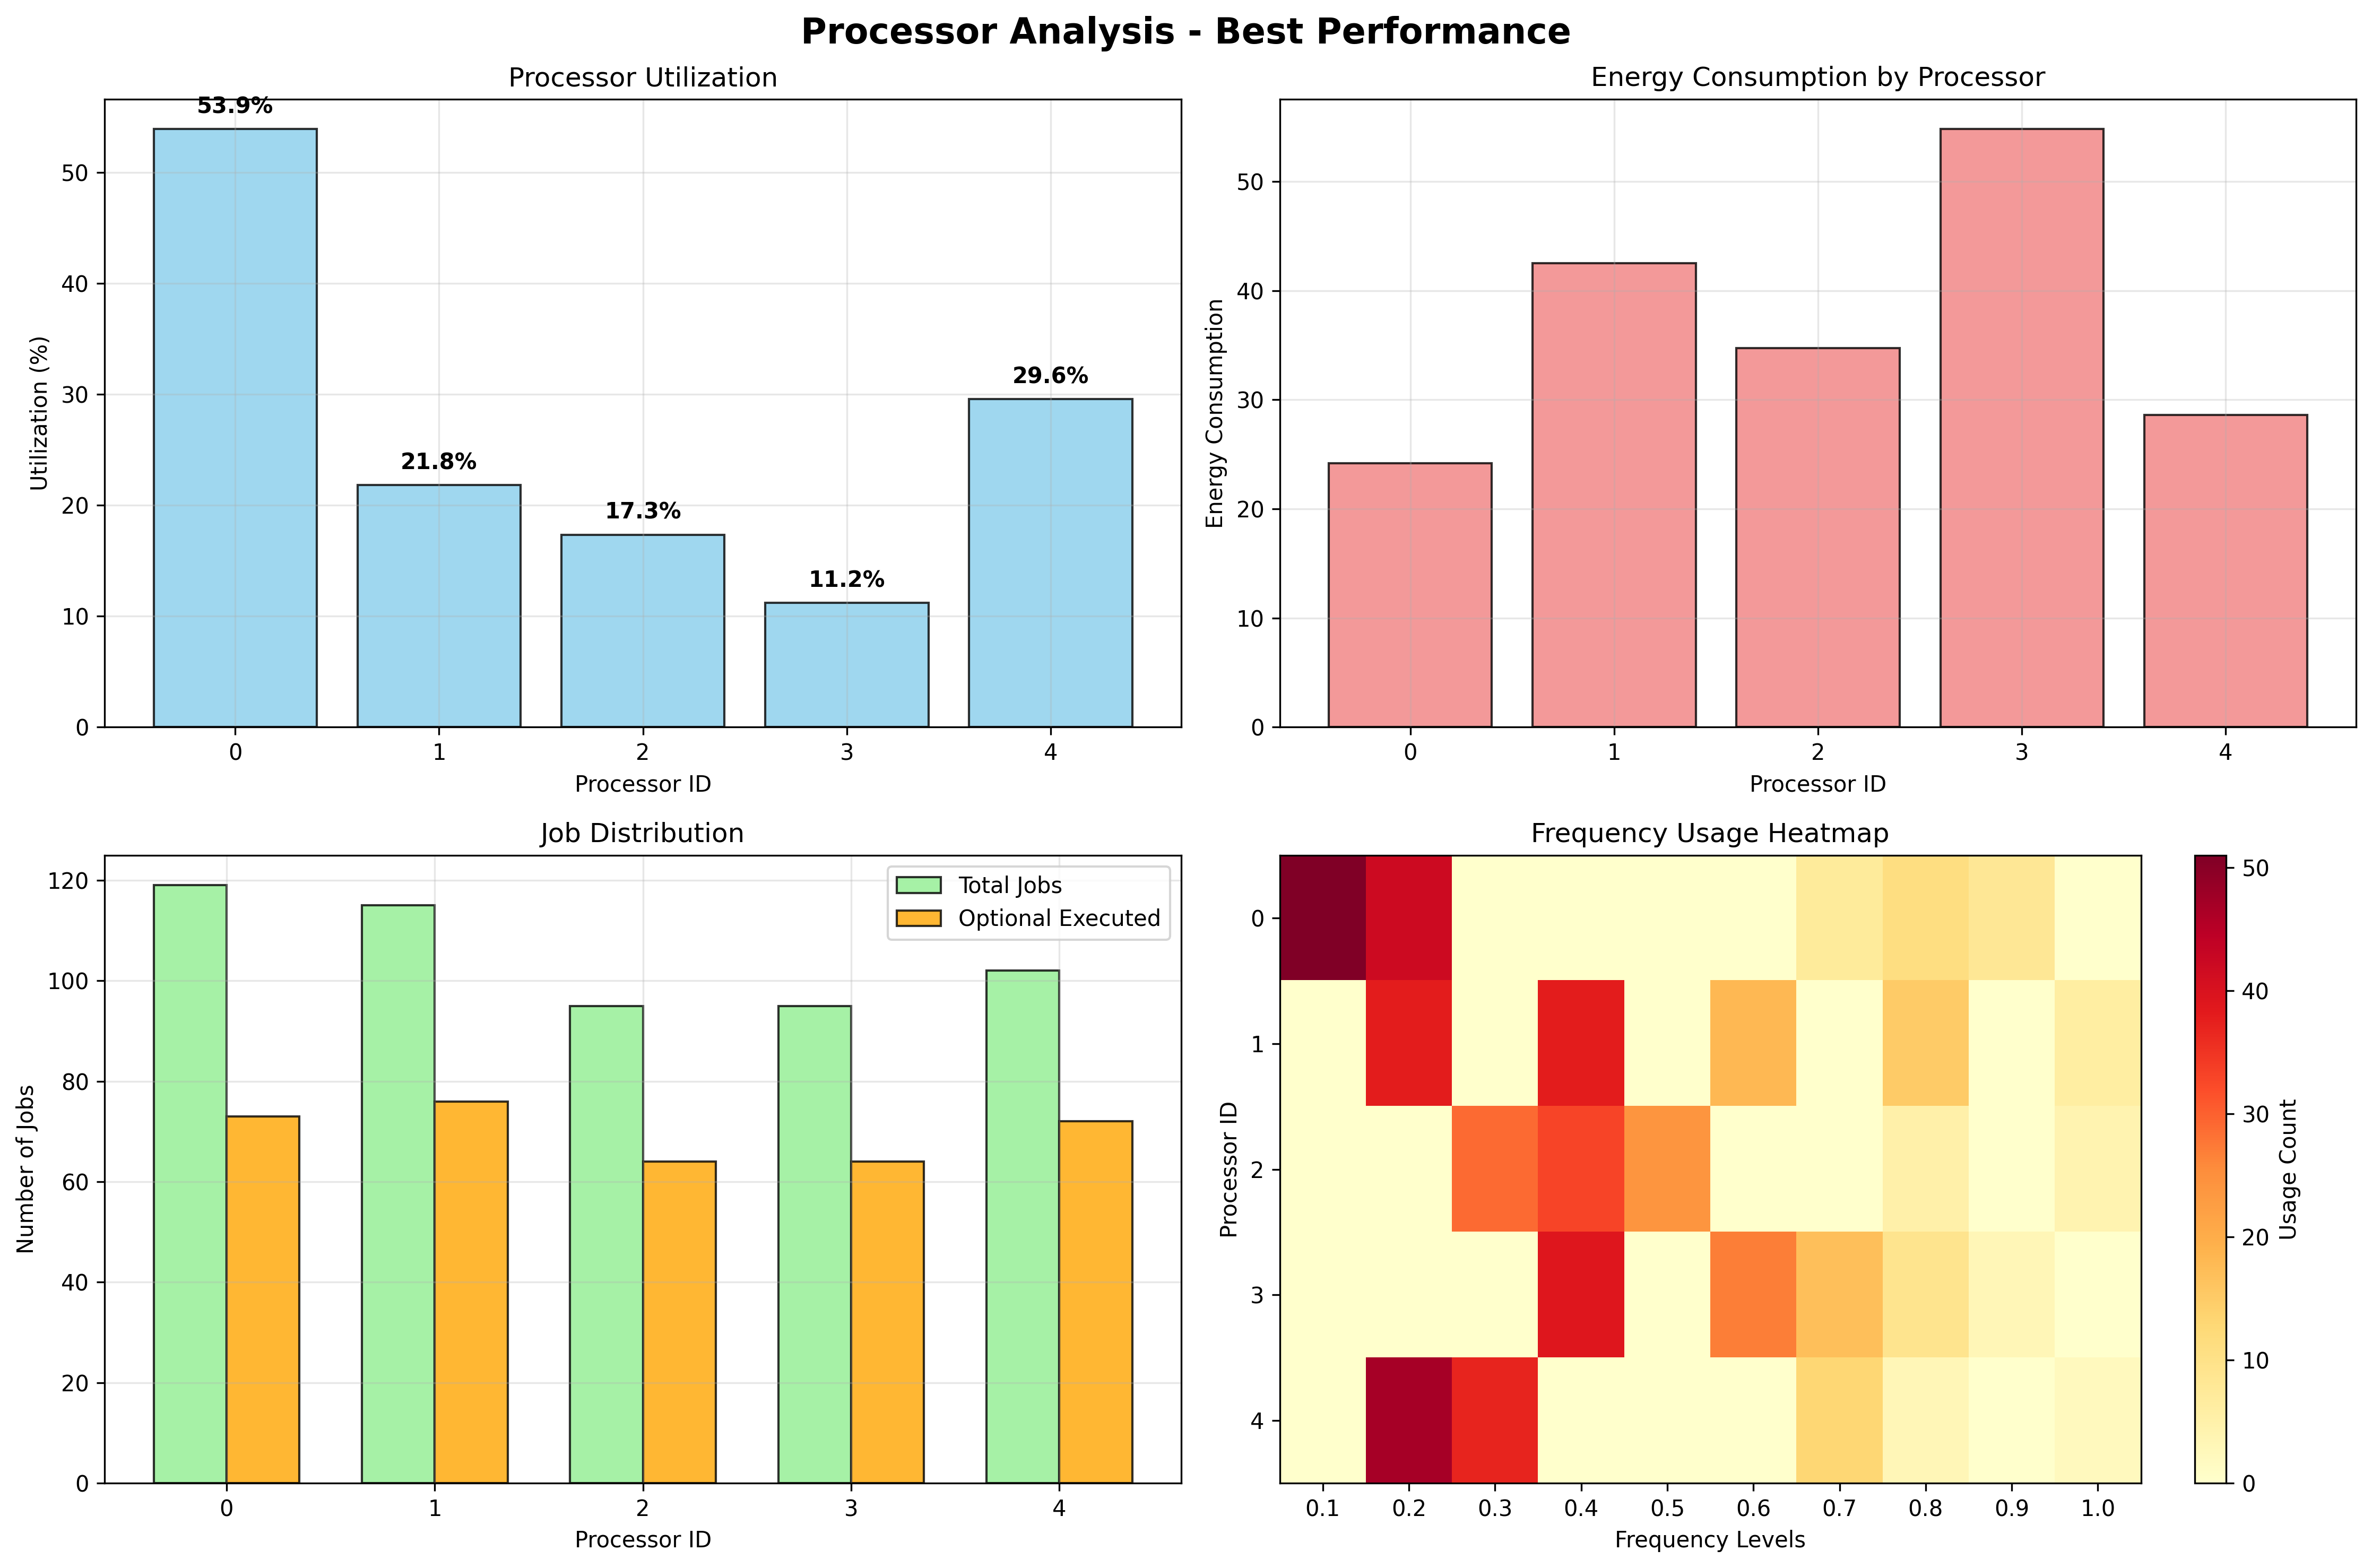 Processor Analysis - Best Performance
Processor Utilization
53.9%
50
40
30
20
10
0
21.8%
17.3%
11.2%
29.6%
Utilization (%)
0 1 2 3 4
Processor ID
Energy Consumption by Processor
50
40
30
20
10
0
Energy Consumption
0 1 2 3 4
Processor ID
Job Distribution
Total Jobs
Optional Executed
120
100
80
60
40
20
0
Number of Jobs
0 1 2 3 4
Processor ID
Frequency Usage Heatmap
0
1
2
3
4
Processor ID
0.1 0.2 0.3 0.4 0.5 0.6 0.7 0.8 0.9 1.0
Frequency Levels
50
40
30
20
10
0
Usage Count